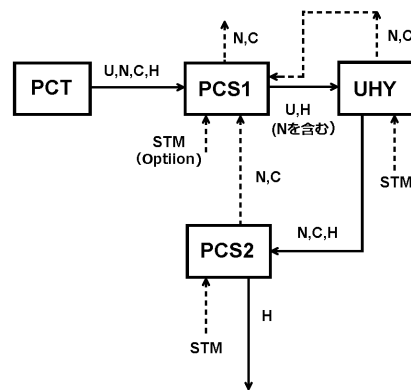 N,C
N,C
PCT
U,N,C,H
PCS1
UHY
U,H
(Nを含む)
STM
(Optiion)
N,C
STM
PCS2
N,C,H
STM
H